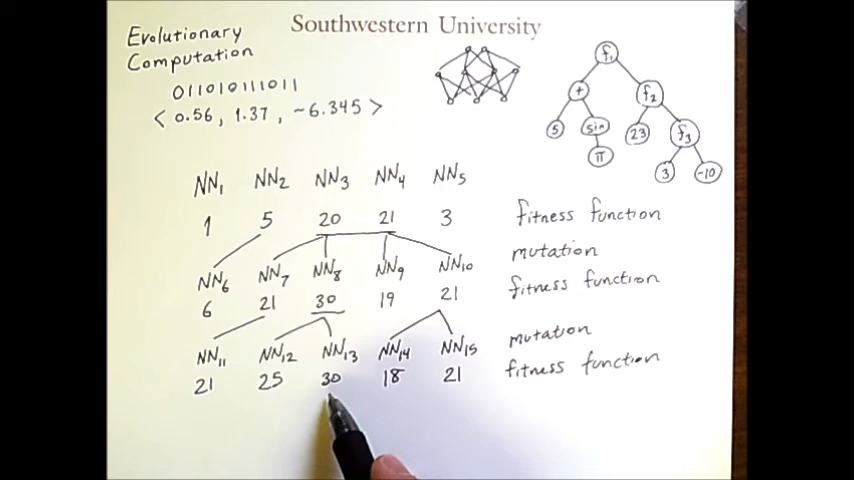 Southwestern University
Evolutionary
Computation
011010111011
< 0.56, 1.37, -6.345 >
f1
+ f2
5 sin 23 f3
π 3 -10
NN1 NN2 NN3 NN4 NN5
1 5 20 21 3 fitness function
mutation
NN6 NN7 NN8 NN9 NN10
6 21 30 19 21 fitness function
mutation
NN11 NN12 NN13 NN14 NN15
21 25 30 18 21 fitness function